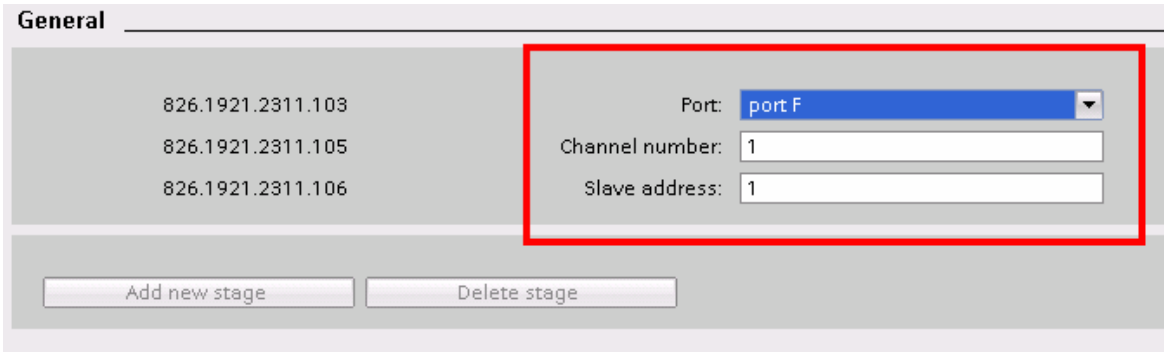 General
826.1921.2311.103 Port: port F
826.1921.2311.105 Channel number: 1
826.1921.2311.106 Slave address: 1
Add new stage Delete stage